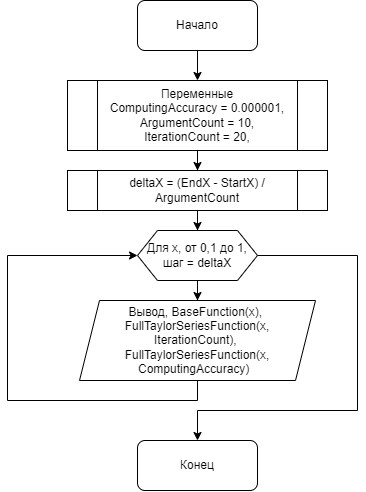 Начало
Переменные
ComputingAccuracy = 0.000001,
ArgumentCount = 10,
IterationCount = 20,
deltaX = (EndX - StartX) /
ArgumentCount
Для x, от 0,1 до 1,
шаг = deltaX
Вывод, BaseFunction(x),
FullTaylorSeriesFunction(x,
IterationCount),
FullTaylorSeriesFunction(x,
ComputingAccuracy)
Конец